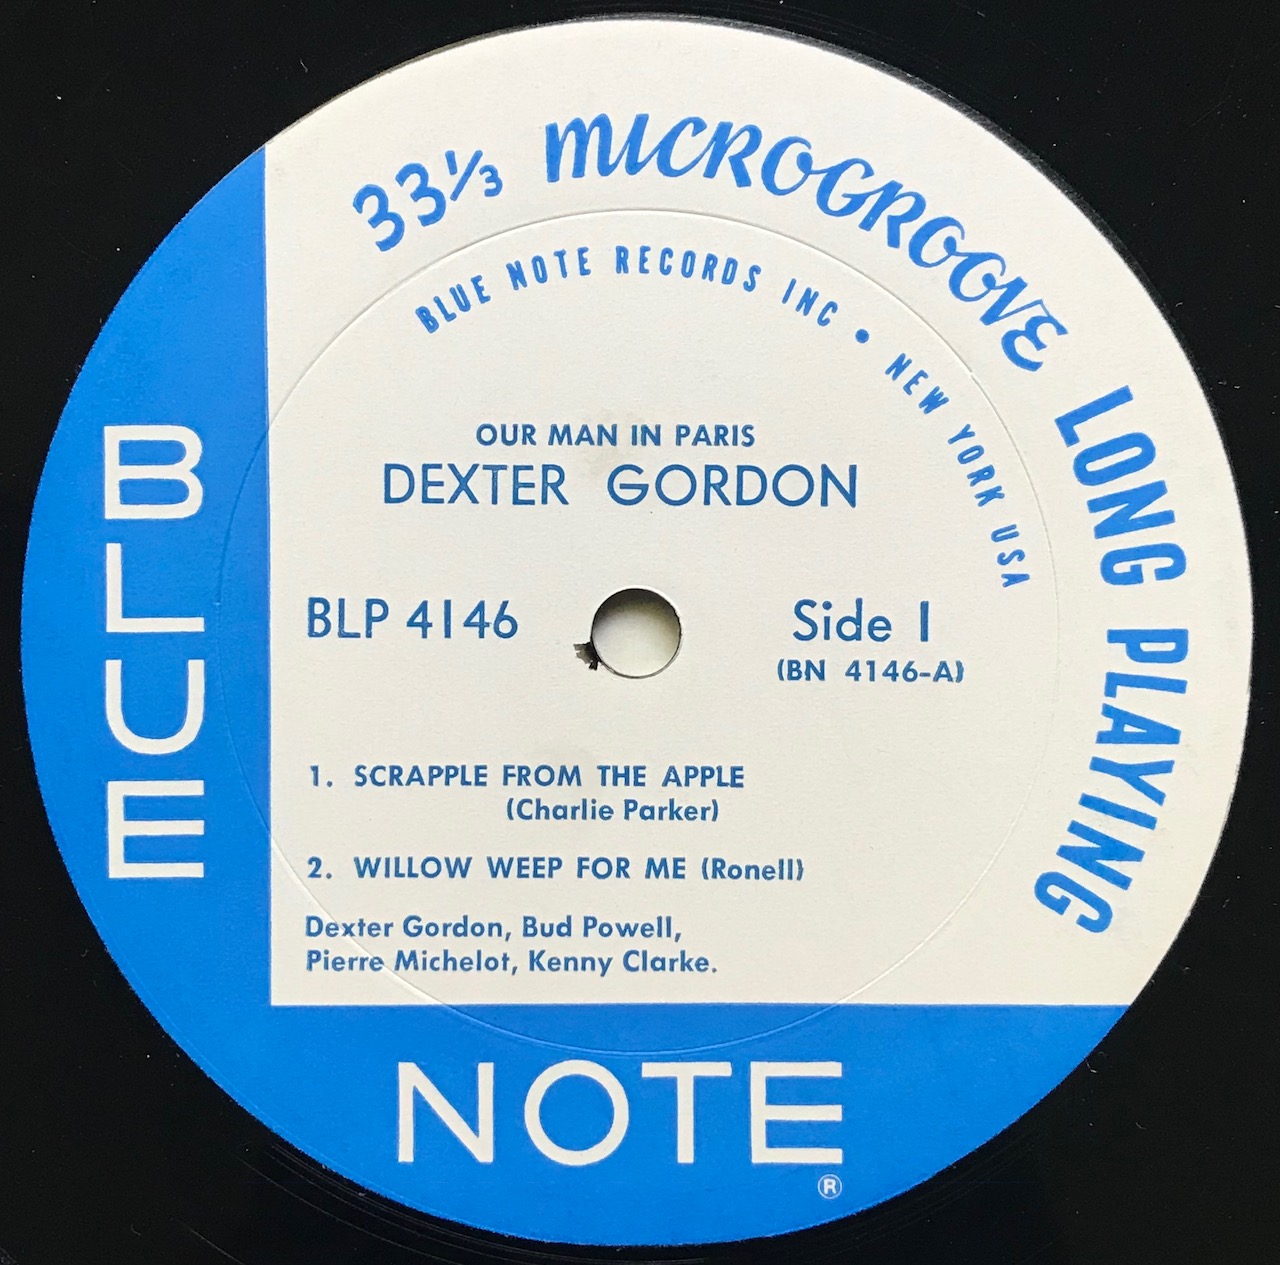 33⅓ MICROGROOVE LONG PLAYING
BLUE NOTE RECORDS INC • NEW YORK USA
OUR MAN IN PARIS
DEXTER GORDON
BLP 4146
Side 1
(BN 4146-A)
1. SCRAPPLE FROM THE APPLE
(Charlie Parker)
2. WILLOW WEEP FOR ME (Ronell)
Dexter Gordon, Bud Powell,
Pierre Michelot, Kenny Clarke.
BLUE
NOTE
®